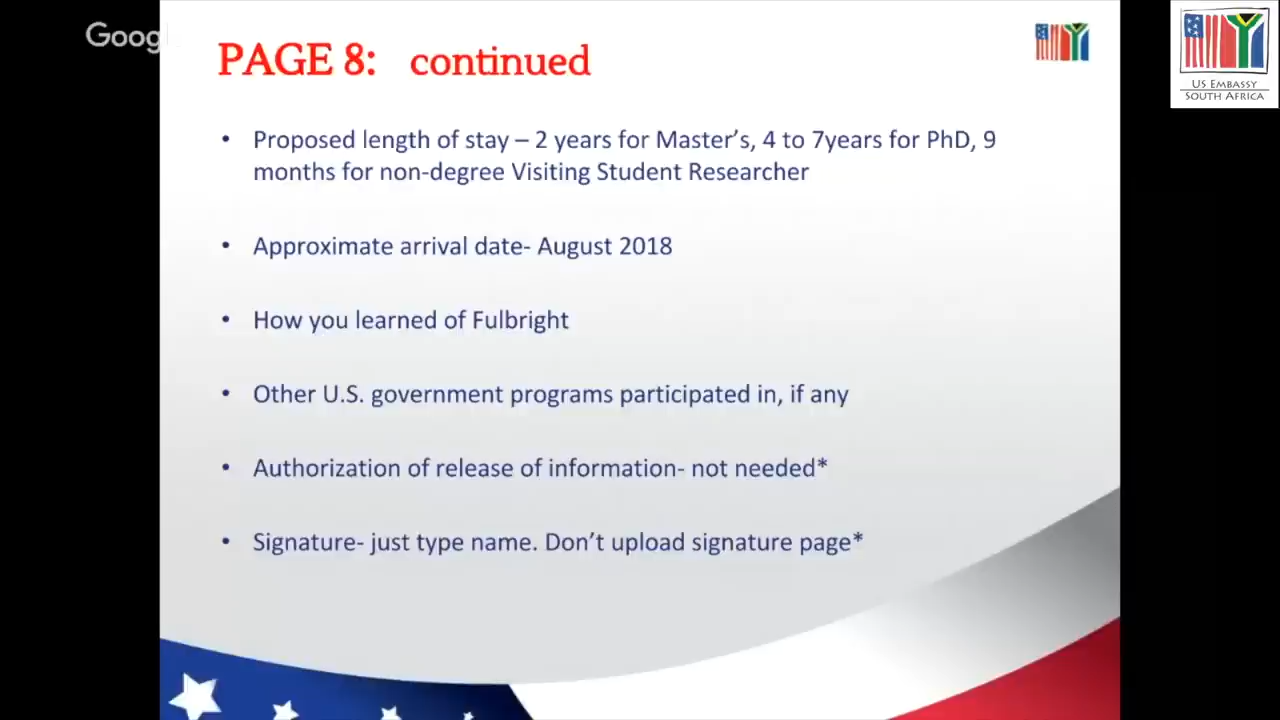 Goog
PAGE 8: continued
US EMBASSY
SOUTH AFRICA
• Proposed length of stay – 2 years for Master’s, 4 to 7years for PhD, 9
months for non-degree Visiting Student Researcher
• Approximate arrival date- August 2018
• How you learned of Fulbright
• Other U.S. government programs participated in, if any
• Authorization of release of information- not needed*
• Signature- just type name. Don’t upload signature page*